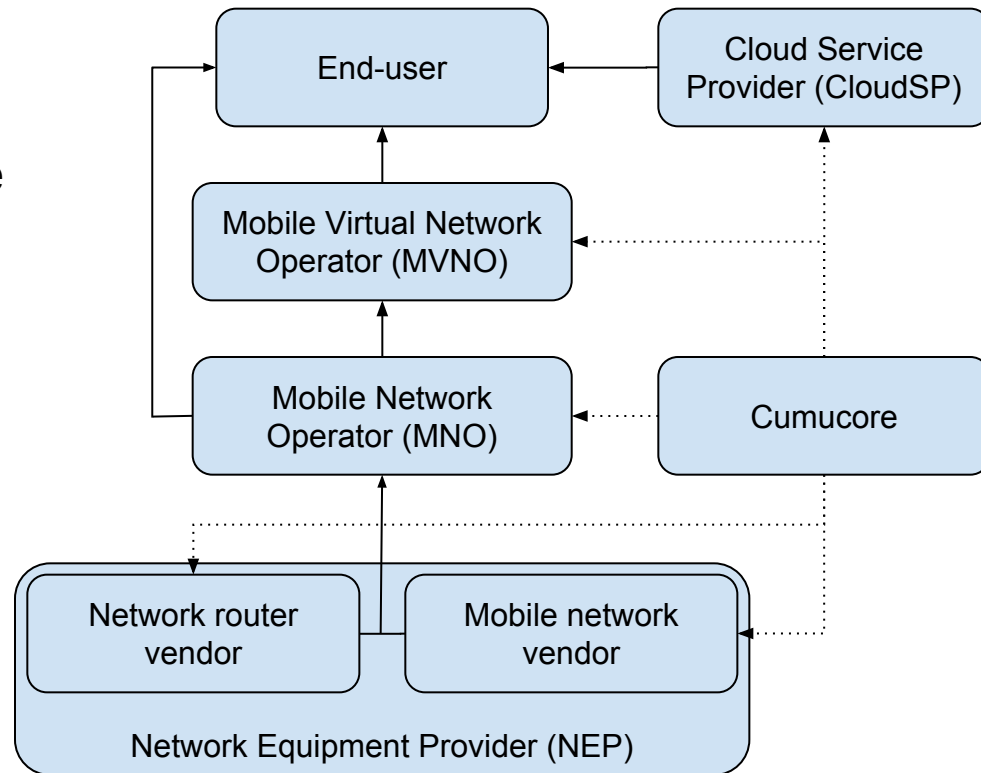 End-user
Cloud Service
Provider (CloudSP)
e
Mobile Virtual Network
Operator (MVNO)
Mobile Network
Operator (MNO)
Cumucore
Network router
vendor
Mobile network
vendor
Network Equipment Provider (NEP)